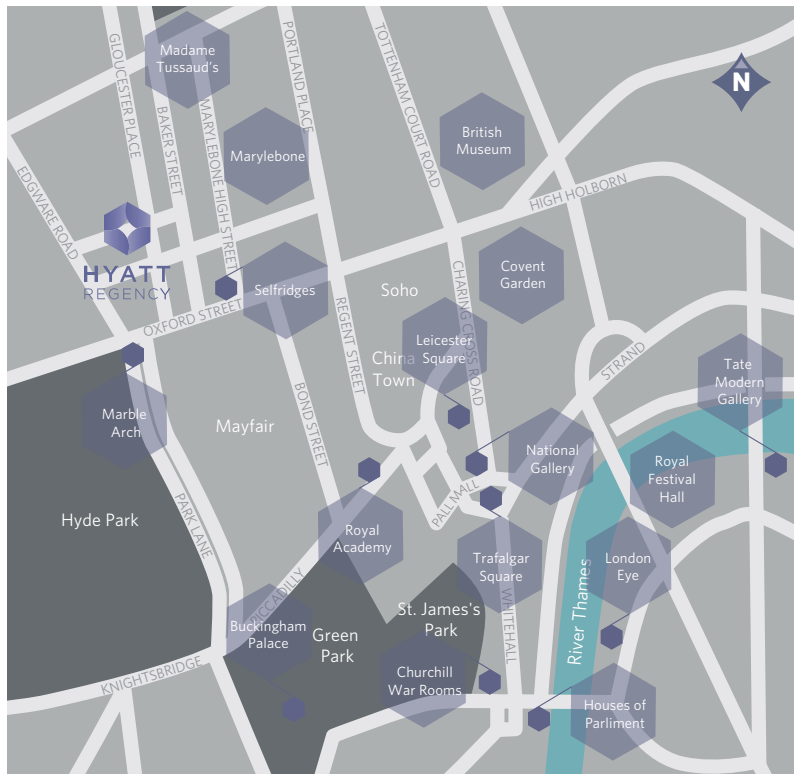 Madame
Tussaud's
GLOUCESTER PLACE
BAKER STREET
MARYLEBONE HIGH STREET
PORTLAND PLACE
TOTTENHAM COURT ROAD
N
Marylebone
British
Museum
EDGWARE ROAD
HIGH HOLBORN
HYATT
REGENCY
Selfridges
Soho
Covent
Garden
OXFORD STREET
REGENT STREET
CHARING CROSS ROAD
Leicester
Square
China
Town
STRAND
Tate
Modern
Gallery
Marble
Arch
Mayfair
BOND STREET
National
Gallery
Royal
Festival
Hall
Hyde Park
PARK LANE
PALL MALL
Royal
Academy
Trafalgar
Square
London
Eye
PICCADILLY
WHITEHALL
River Thames
Buckingham
Palace
Green
Park
St. James's
Park
KNIGHTSBRIDGE
Churchill
War Rooms
Houses of
Parliment